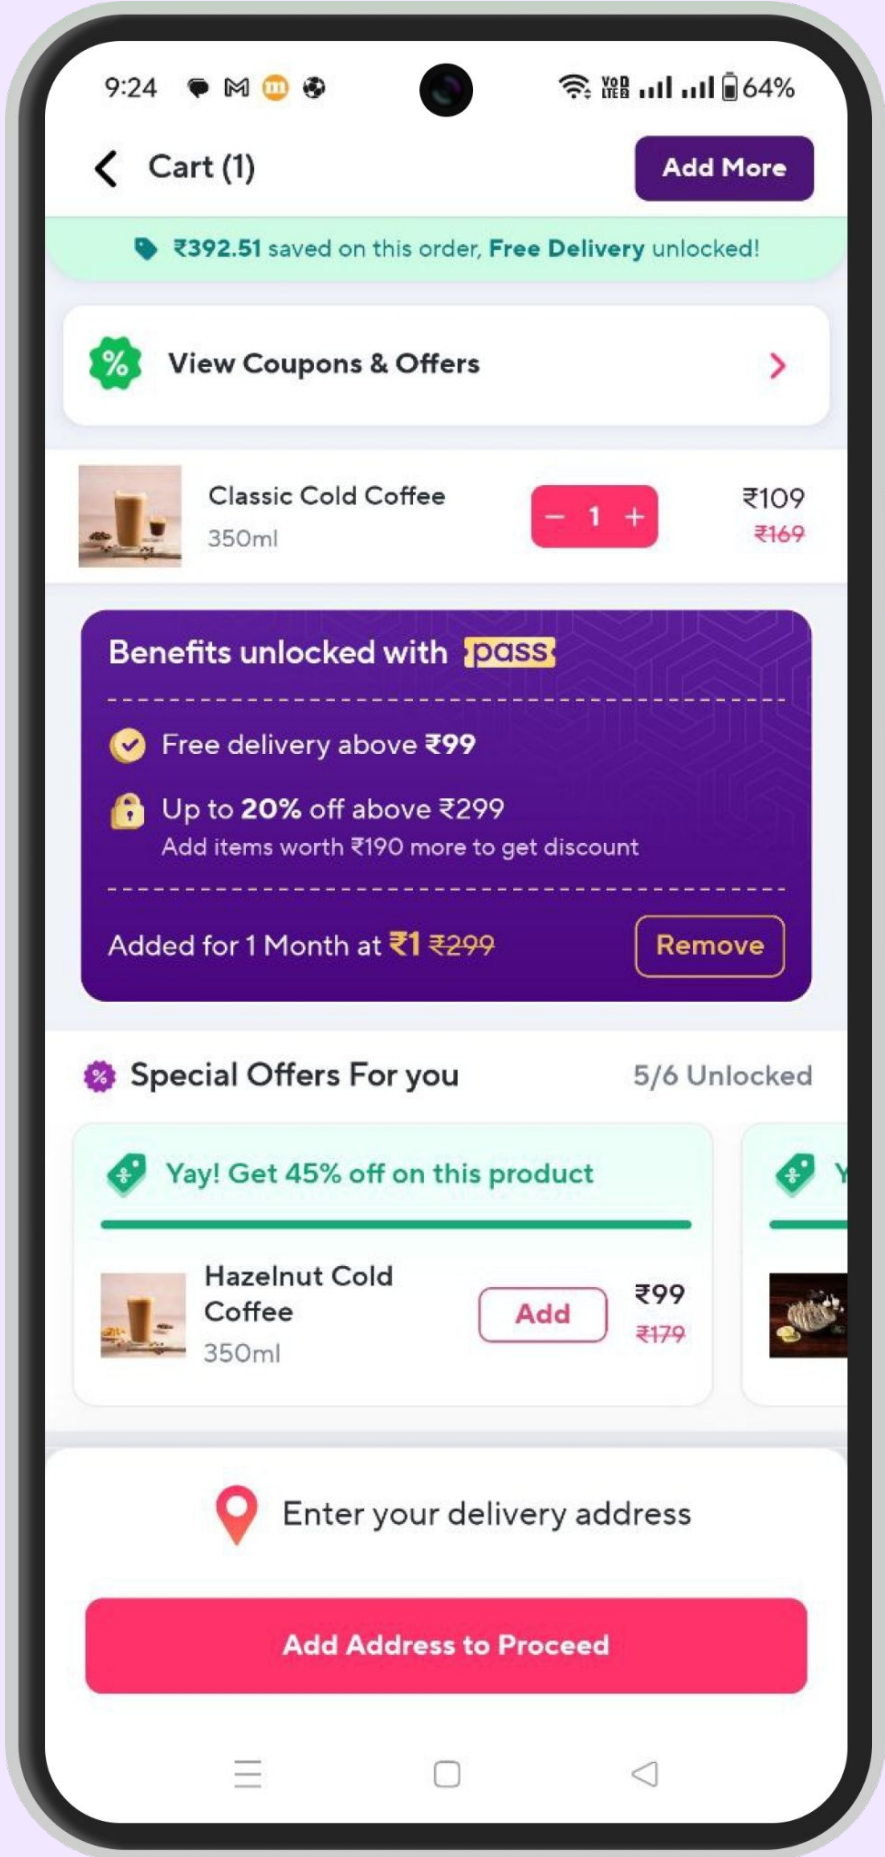 9:24 64%
Cart (1) Add More
₹392.51 saved on this order, Free Delivery unlocked!
View Coupons & Offers
Classic Cold Coffee
350ml
− 1 +
₹109
₹169
Benefits unlocked with pass
Free delivery above ₹99
Up to 20% off above ₹299
Add items worth ₹190 more to get discount
Added for 1 Month at ₹1 ₹299 Remove
Special Offers For you 5/6 Unlocked
Yay! Get 45% off on this product
Hazelnut Cold
Coffee
350ml
Add
₹99
₹179
Enter your delivery address
Add Address to Proceed